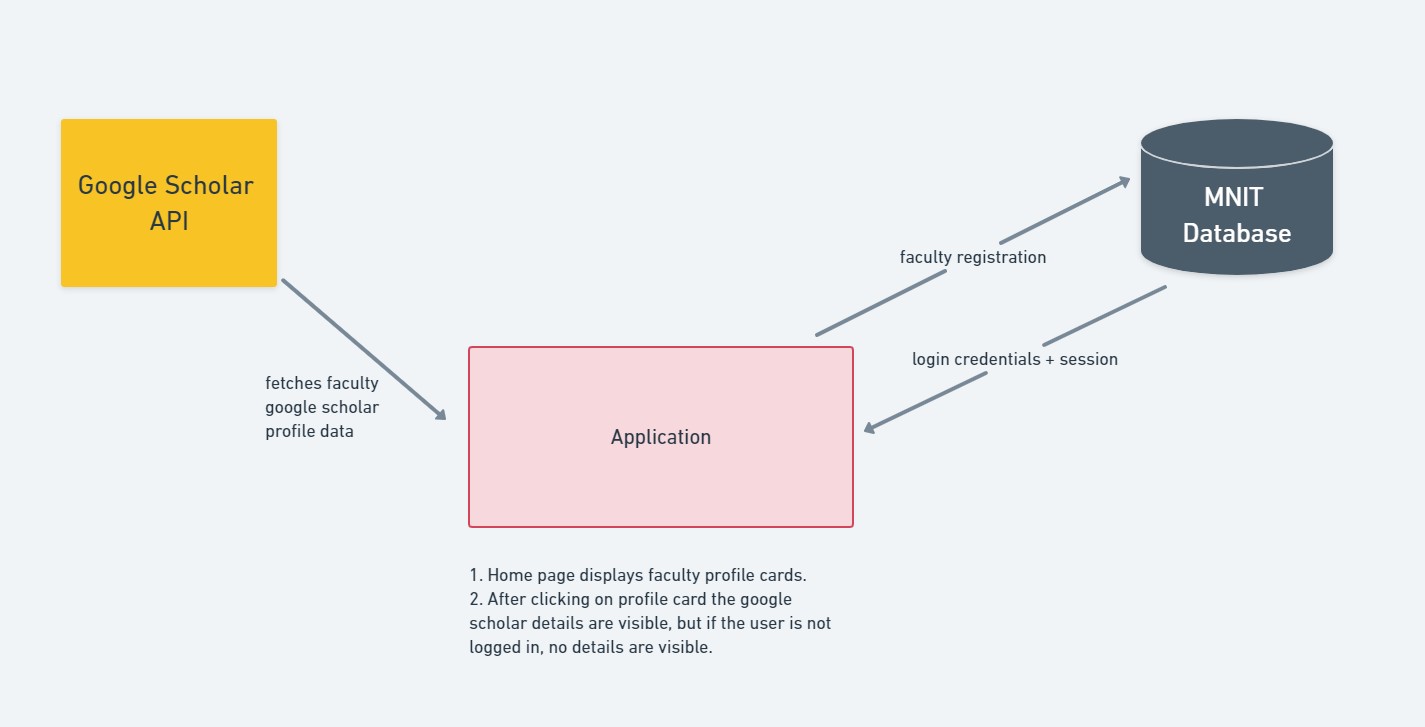 Google Scholar
API
MNIT
Database
faculty registration
login credentials + session
fetches faculty
google scholar
profile data
Application
1. Home page displays faculty profile cards.
2. After clicking on profile card the google
scholar details are visible, but if the user is not
logged in, no details are visible.